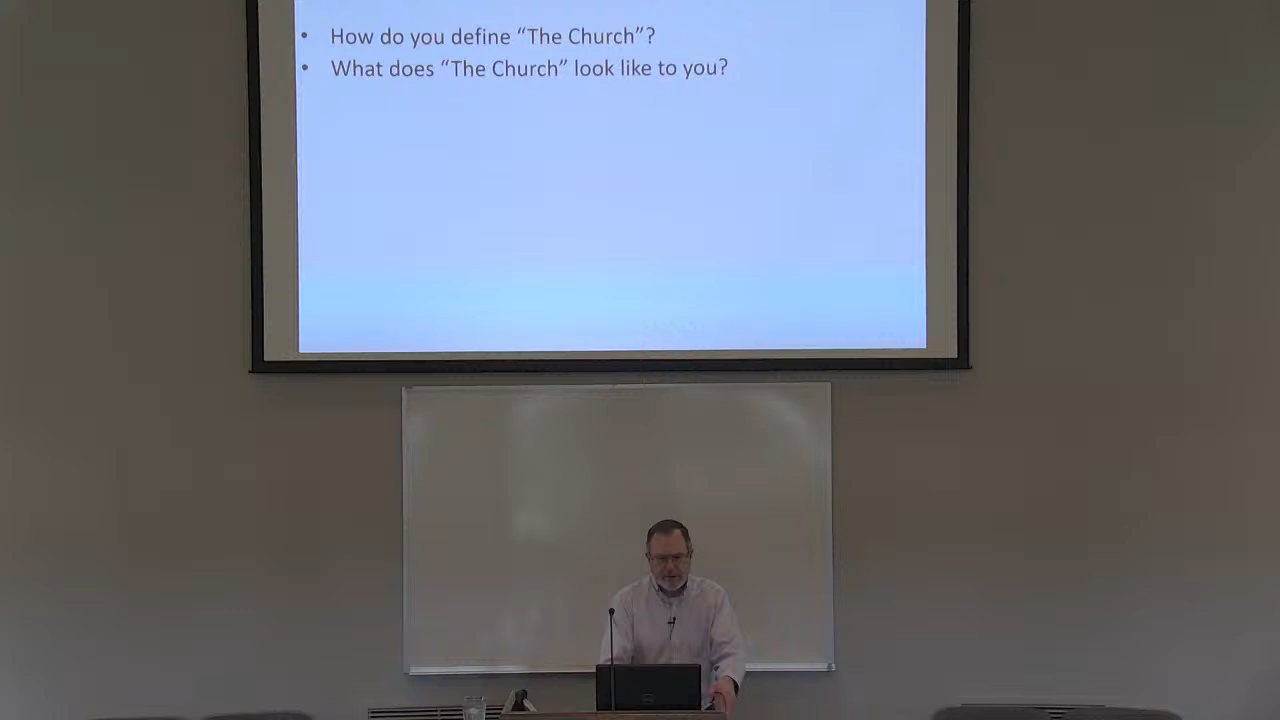 • How do you define “The Church”?
• What does “The Church” look like to you?